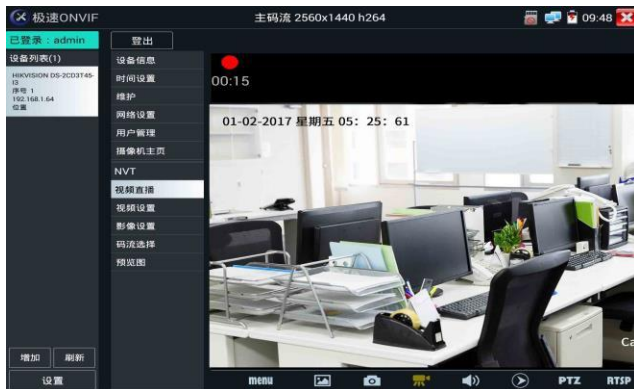 极速ONVIF
主码流 2560x1440 h264
09:48
已登录：admin
登出
设备列表(1)
HIKVISION DS-2CD3T45-I3
序号 1
192.168.1.64
位置
设备信息
时间设置
维护
网络设置
用户管理
摄像机主页
NVT
视频直播
视频设置
影像设置
码流选择
预览图
00:15
01-02-2017 星期五 05：25：61
Ca
增加
刷新
设置
menu
PTZ
RTSP